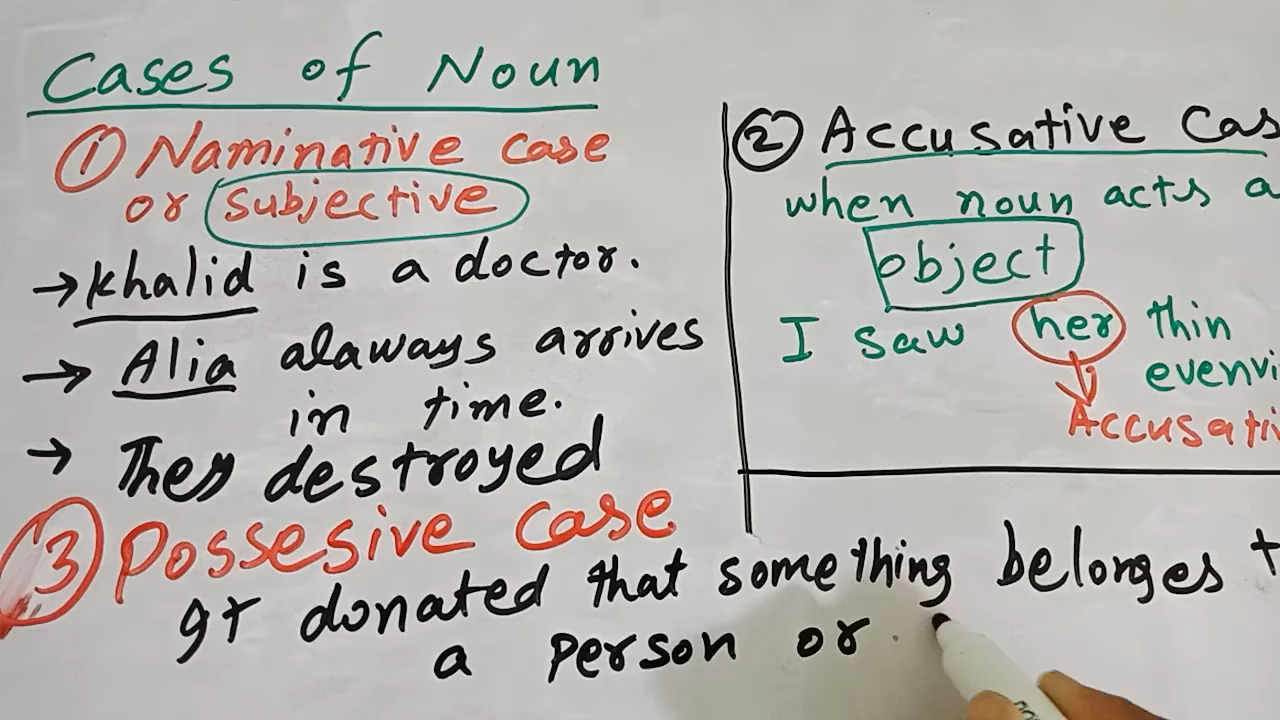 Cases of Noun
① Naminative case
or subjective
→ Khalid is a doctor.
→ Alia alaways arrives
in time.
→ They destroyed
② Accusative Cas
when noun acts a
object
I saw her thin
evenvi
Accusati
③ Possesive case
It donated that something belonges t
a person or